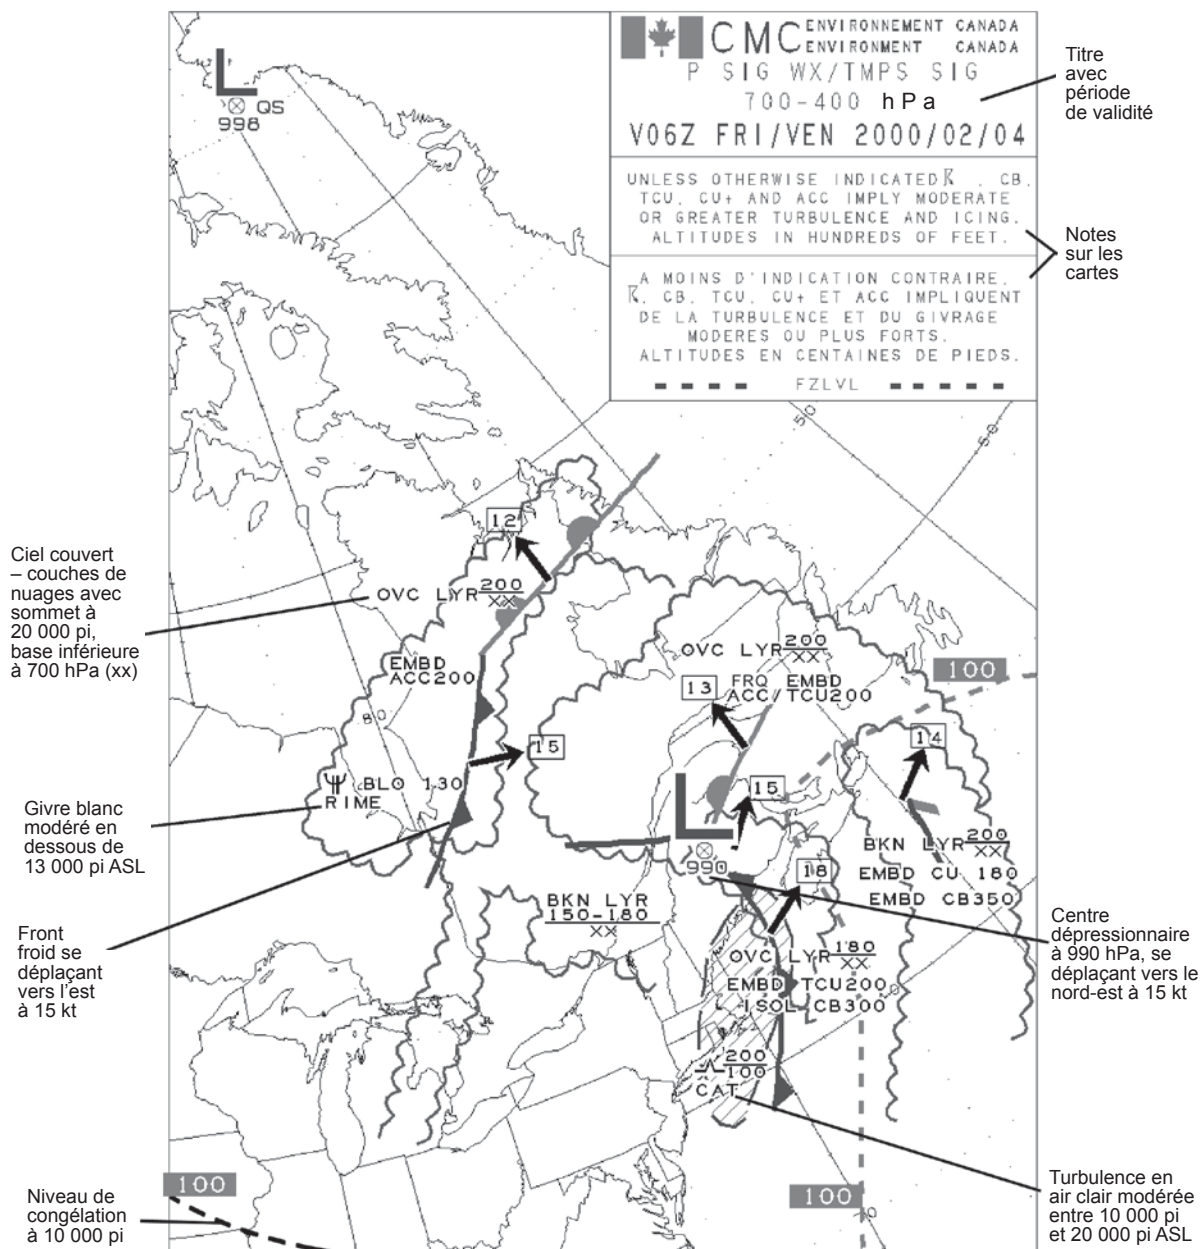 CMC ENVIRONNEMENT CANADA
ENVIRONMENT CANADA
P SIG WX/TMPS SIG
700-400 hPa
V06Z FRI/VEN 2000/02/04
UNLESS OTHERWISE INDICATED , CB,
TCU, CU+ AND ACC IMPLY MODERATE
OR GREATER TURBULENCE AND ICING.
ALTITUDES IN HUNDREDS OF FEET.
A MOINS D'INDICATION CONTRAIRE,
, CB, TCU, CU+ ET ACC IMPLIQUENT
DE LA TURBULENCE ET DU GIVRAGE
MODERES OU PLUS FORTS.
ALTITUDES EN CENTAINES DE PIEDS.
FZLVL
Titre
avec
période
de validité
Notes
sur les
cartes
L
QS
998
50
50
12
Ciel couvert
– couches de
nuages avec
sommet à
20 000 pi,
base inférieure
à 700 hPa (xx)
OVC LYR 200
XX
EMBD
ACC200
80
OVC LYR 200
XX
FRQ EMBD
ACC/TCU200
13
100
15
14
BLO 130
RIME
15
L
990
Givre blanc
modéré en
dessous de
13 000 pi ASL
BKN LYR 200
XX
EMBD CU 180
EMBD CB350
18
BKN LYR
150-180
XX
Front
froid se
déplaçant
vers l'est
à 15 kt
Centre
dépressionnaire
à 990 hPa, se
déplaçant vers le
nord-est à 15 kt
OVC LYR 180
XX
EMBD TCU200
ISOL CB300
200
100
CAT
100
100
Niveau de
congélation
à 10 000 pi
Turbulence en
air clair modérée
entre 10 000 pi
et 20 000 pi ASL